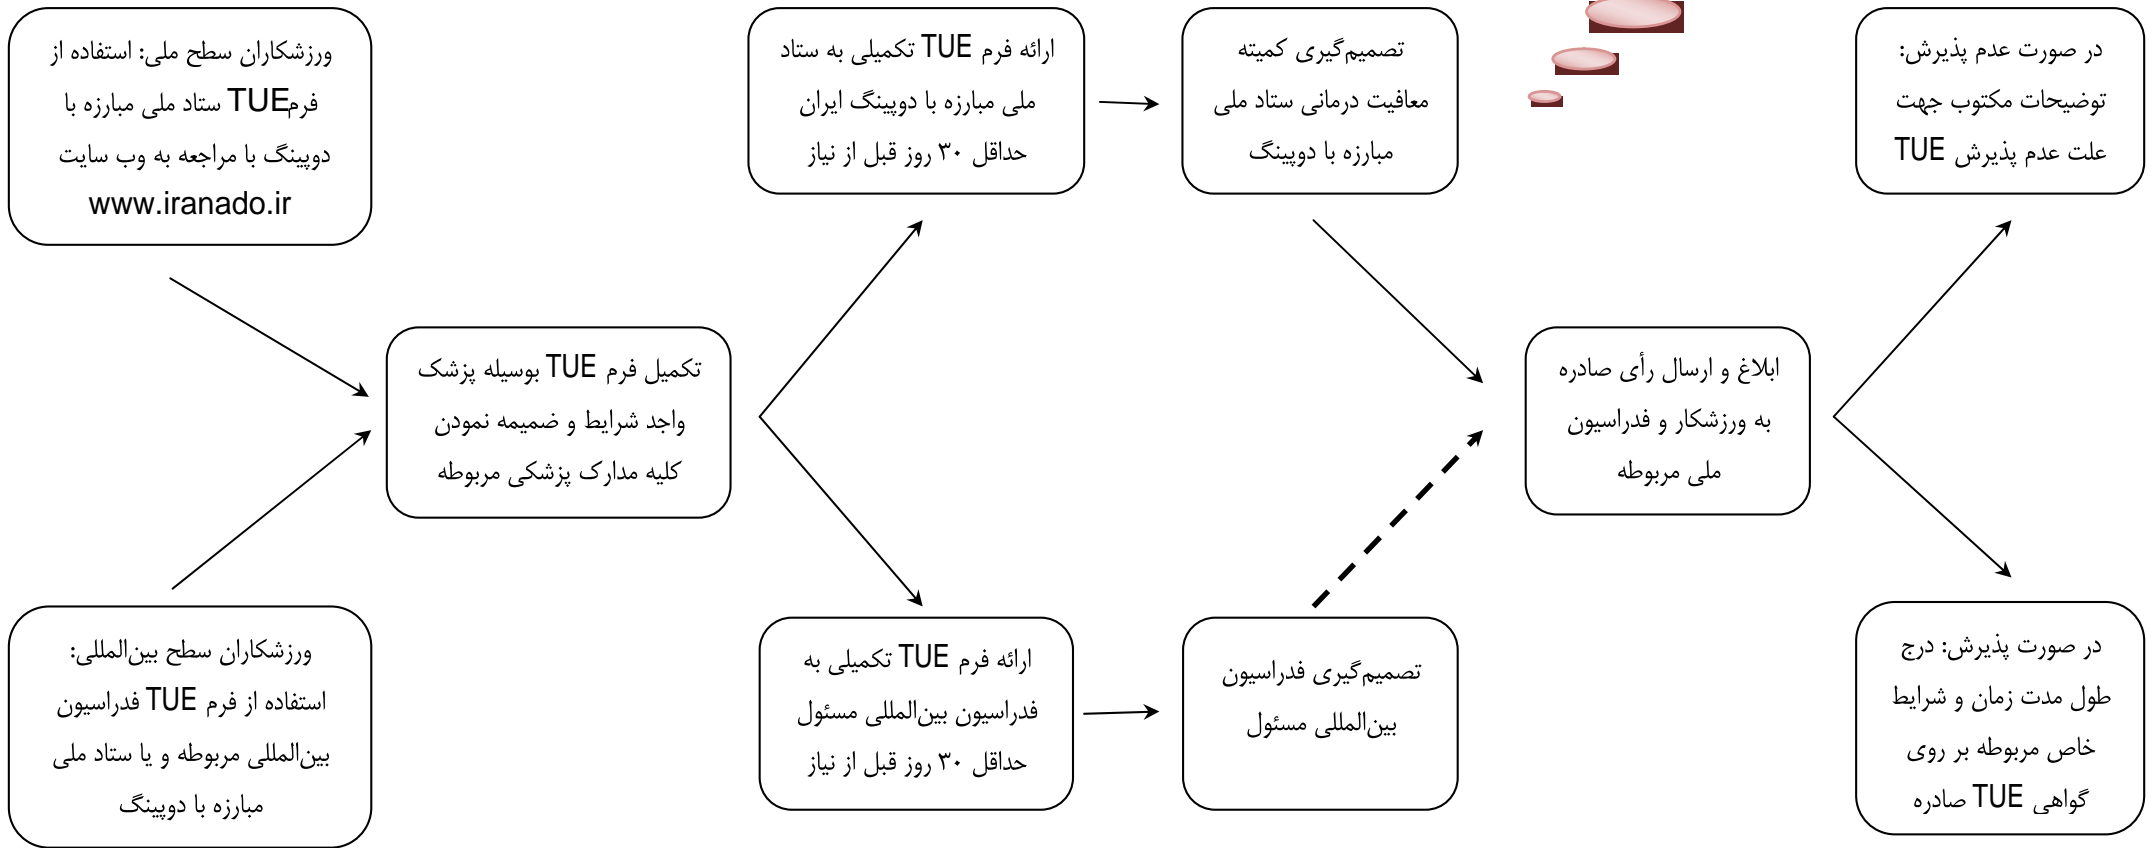 ورزشکاران سطح ملی: استفاده از
فرمTUE ستاد ملی مبارزه با
دوپینگ با مراجعه به وب سایت
www.iranado.ir
ورزشکاران سطح بین‌المللی:
استفاده از فرم TUE فدراسیون
بین‌المللی مربوطه و یا ستاد ملی
مبارزه با دوپینگ
تکمیل فرم TUE بوسیله پزشک
واجد شرایط و ضمیمه نمودن
کلیه مدارک پزشکی مربوطه
ارائه فرم TUE تکمیلی به ستاد
ملی مبارزه با دوپینگ ایران
حداقل ۳۰ روز قبل از نیاز
تصمیم‌گیری کمیته
معافیت درمانی ستاد ملی
مبارزه با دوپینگ
ارائه فرم TUE تکمیلی به
فدراسیون بین‌المللی مسئول
حداقل ۳۰ روز قبل از نیاز
تصمیم‌گیری فدراسیون
بین‌المللی مسئول
ابلاغ و ارسال رأی صادره
به ورزشکار و فدراسیون
ملی مربوطه
در صورت عدم پذیرش:
توضیحات مکتوب جهت
علت عدم پذیرش TUE
در صورت پذیرش: درج
طول مدت زمان و شرایط
خاص مربوطه بر روی
گواهی TUE صادره